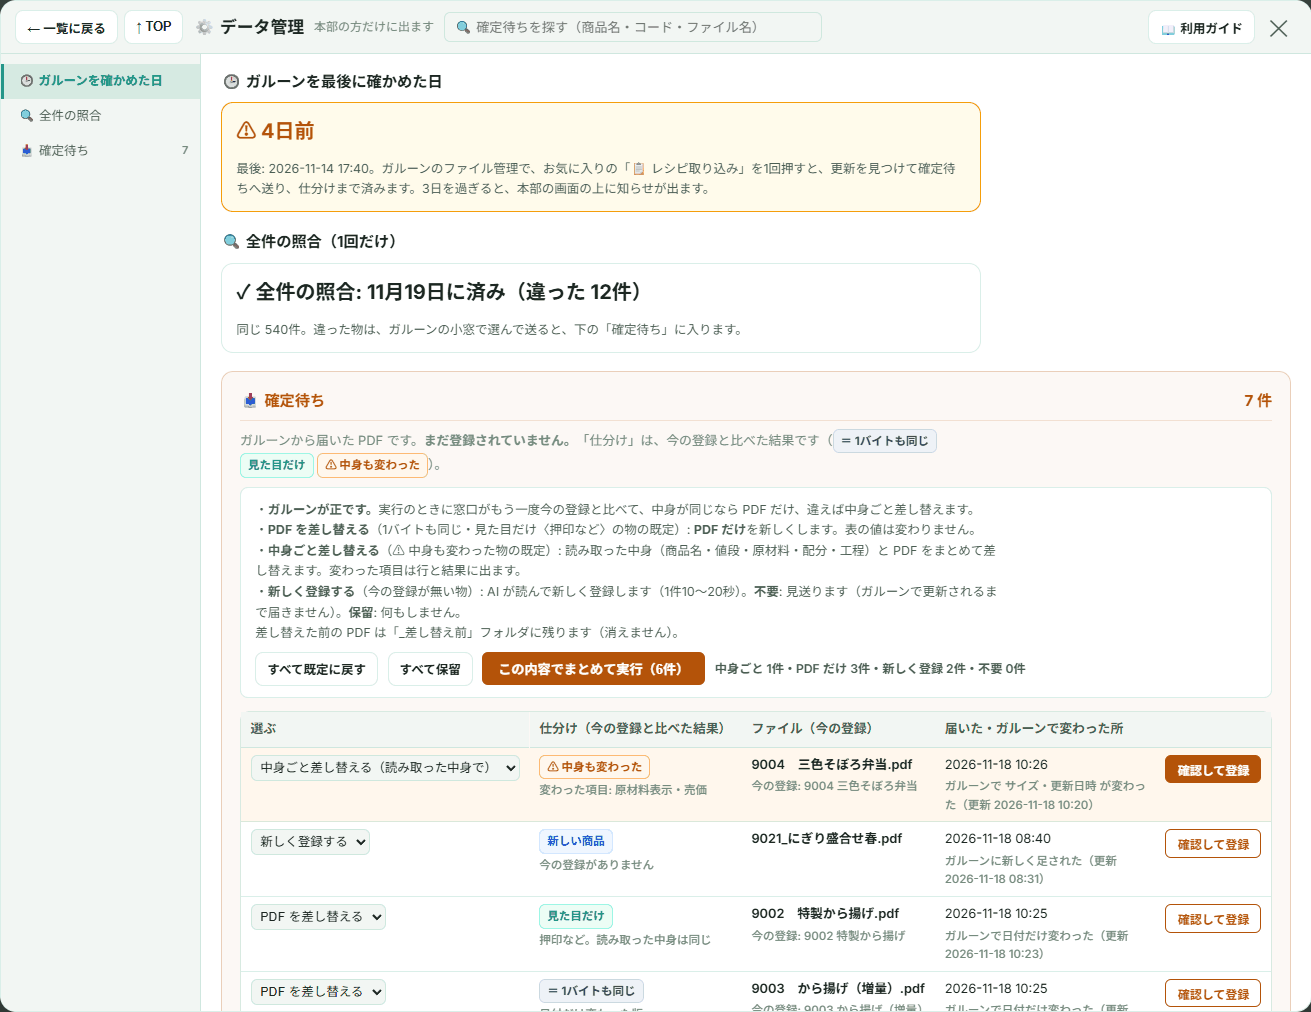 ←一覧に戻る
↑TOP
データ管理
本部の方だけに出ます
確定待ちを探す（商品名・コード・ファイル名）
利用ガイド
ガルーンを確かめた日
全件の照合
確定待ち 7
ガルーンを最後に確かめた日
⚠ 4日前
最後: 2026-11-14 17:40。ガルーンのファイル管理で、お気に入りの「📋 レシピ取り込み」を1回押すと、更新を見つけて確定待
ちへ送り、仕分けまで済みます。3日を過ぎると、本部の画面の上に知らせが出ます。
全件の照合（1回だけ）
✓ 全件の照合: 11月19日に済み（違った 12件）
同じ 540件。違った物は、ガルーンの小窓で選んで送ると、下の「確定待ち」に入ります。
確定待ち
7 件
ガルーンから届いた PDF です。まだ登録されていません。「仕分け」は、今の登録と比べた結果です（ ＝ 1バイトも同じ
見た目だけ ⚠ 中身も変わった ）。
・ガルーンが正です。実行のときに窓口がもう一度今の登録と比べて、中身が同じなら PDF だけ、違えば中身ごと差し替えます。
・PDF を差し替える（1バイトも同じ・見た目だけ〈押印など〉の物の既定）: PDF だけを新しくします。表の値は変わりません。
・中身ごと差し替える（⚠ 中身も変わった物の既定）: 読み取った中身（商品名・値段・原材料・配分・工程）と PDF をまとめて差
し替えます。変わった項目は行と結果に出ます。
・新しく登録する（今の登録が無い物）: AI が読んで新しく登録します（1件10〜20秒）。不要: 見送ります（ガルーンで更新されるま
で届きません）。保留: 何もしません。
差し替えた前の PDF は「_差し替え前」フォルダに残ります（消えません）。
すべて既定に戻す
すべて保留
この内容でまとめて実行（6件）
中身ごと 1件・PDF だけ 3件・新しく登録 2件・不要 0件
選ぶ
仕分け（今の登録と比べた結果）
ファイル（今の登録）
届いた・ガルーンで変わった所
中身ごと差し替える（読み取った中身で）
⚠ 中身も変わった
変わった項目: 原材料表示・売価
9004　三色そぼろ弁当.pdf
今の登録: 9004 三色そぼろ弁当
2026-11-18 10:26
ガルーンで サイズ・更新日時 が変わっ
た（更新 2026-11-18 10:20）
確認して登録
新しく登録する
新しい商品
今の登録がありません
9021_にぎり盛合せ春.pdf
2026-11-18 08:40
ガルーンに新しく足された（更新
2026-11-18 08:31）
確認して登録
PDF を差し替える
見た目だけ
押印など。読み取った中身は同じ
9002　特製から揚げ.pdf
今の登録: 9002 特製から揚げ
2026-11-18 10:25
ガルーンで日付だけ変わった（更新
2026-11-18 10:23）
確認して登録
PDF を差し替える
＝ 1バイトも同じ
9003　から揚げ（増量）.pdf
今の登録: 9003 から揚げ（増量）
2026-11-18 10:25
ガルーンで日付だけ変わった（更新
確認して登録